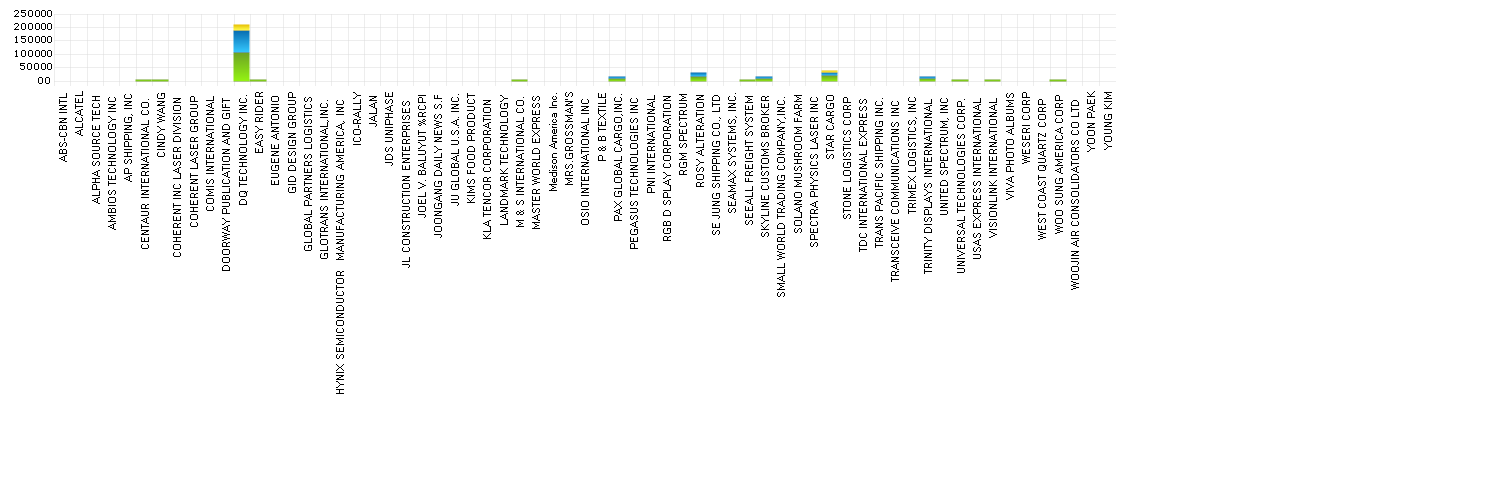 250000
200000
150000
100000
50000
00
ABS-CBN INTL
ALCATEL
ALPHA SOURCE TECH
AMBIOS TECHNOLOGY INC
AP SHIPPING, INC
CENTAUR INTERNATIONAL CO.
CINDY WANG
COHERENT INC LASER DIVISION
COHERENT LASER GROUP
COMIS INTERNATIONAL
DOORWAY PUBLICATION AND GIFT
DQ TECHNOLOGY INC.
EASY RIDER
EUGENE ANTONIO
GID DESIGN GROUP
GLOBAL PARTNERS LOGISTICS
GLOTRANS INTERNATIONAL,INC.
HYNIX SEMICONDUCTOR MANUFACTURING AMERICA, INC
ICO-RALLY
JALAN
JDS UNIPHASE
JL CONSTRUCTION ENTERPRISES
JOEL V. BALUYUT %RCPI
JOONGANG DAILY NEWS S.F
JU GLOBAL U.S.A. INC.
KIMS FOOD PRODUCT
KLA TENCOR CORPORATION
LANDMARK TECHNOLOGY
M & S INTERNATIONAL CO.
MASTER WORLD EXPRESS
Medison America Inc.
MRS.GROSSMAN'S
OSIO INTERNATIONAL INC
P & B TEXTILE
PAX GLOBAL CARGO,INC.
PEGASUS TECHNOLOGIES INC
PNI INTERNATIONAL
RGB D SPLAY CORPORATION
RGM SPECTRUM
ROSY ALTERATION
SE JUNG SHIPPING CO., LTD
SEAMAX SYSTEMS, INC.
SEEALL FREIGHT SYSTEM
SKYLINE CUSTOMS BROKER
SMALL WORLD TRADING COMPANY,INC.
SOLANO MUSHROOM FARM
SPECTRA PHYSICS LASER INC
STAR CARGO
STONE LOGISTICS CORP
TDC INTERNATIONAL EXPRESS
TRANS PACIFIC SHIPPING INC.
TRANSCEIVE COMMUNICATIONS INC
TRIMEX LOGISTICS, INC
TRINITY DISPLAYS INTERNATIONAL
UNITED SPECTRUM, INC
UNIVERSAL TECHNOLOGIES CORP.
USAS EXPRESS INTERNATIONAL
VISIONLINK INTERNATIONAL
VIVA PHOTO ALBUMS
WESERI CORP
WEST COAST QUARTZ CORP
WOO SUNG AMERICA CORP
WOOJIN AIR CONSOLIDATORS CO LTD
YOON PAEK
YOUNG KIM